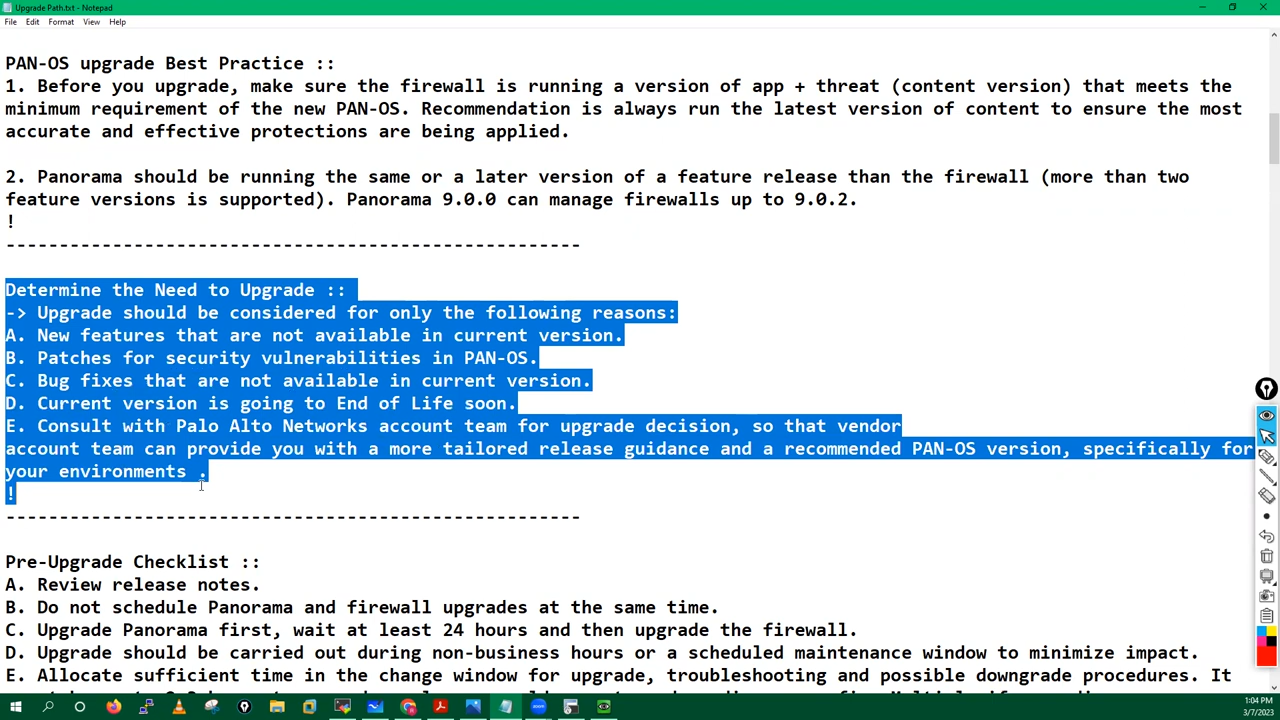 Upgrade Path.txt - Notepad
File Edit Format View Help
PAN-OS upgrade Best Practice ::
1. Before you upgrade, make sure the firewall is running a version of app + threat (content version) that meets the
minimum requirement of the new PAN-OS. Recommendation is always run the latest version of content to ensure the most
accurate and effective protections are being applied.
2. Panorama should be running the same or a later version of a feature release than the firewall (more than two
feature versions is supported). Panorama 9.0.0 can manage firewalls up to 9.0.2.
!
------------------------------------------------------
Determine the Need to Upgrade ::
-> Upgrade should be considered for only the following reasons:
A. New features that are not available in current version.
B. Patches for security vulnerabilities in PAN-OS.
C. Bug fixes that are not available in current version.
D. Current version is going to End of Life soon.
E. Consult with Palo Alto Networks account team for upgrade decision, so that vendor
account team can provide you with a more tailored release guidance and a recommended PAN-OS version, specifically for
your environments .
!
------------------------------------------------------
Pre-Upgrade Checklist ::
A. Review release notes.
B. Do not schedule Panorama and firewall upgrades at the same time.
C. Upgrade Panorama first, wait at least 24 hours and then upgrade the firewall.
D. Upgrade should be carried out during non-business hours or a scheduled maintenance window to minimize impact.
E. Allocate sufficient time in the change window for upgrade, troubleshooting and possible downgrade procedures. It
1:04 PM
3/7/2023